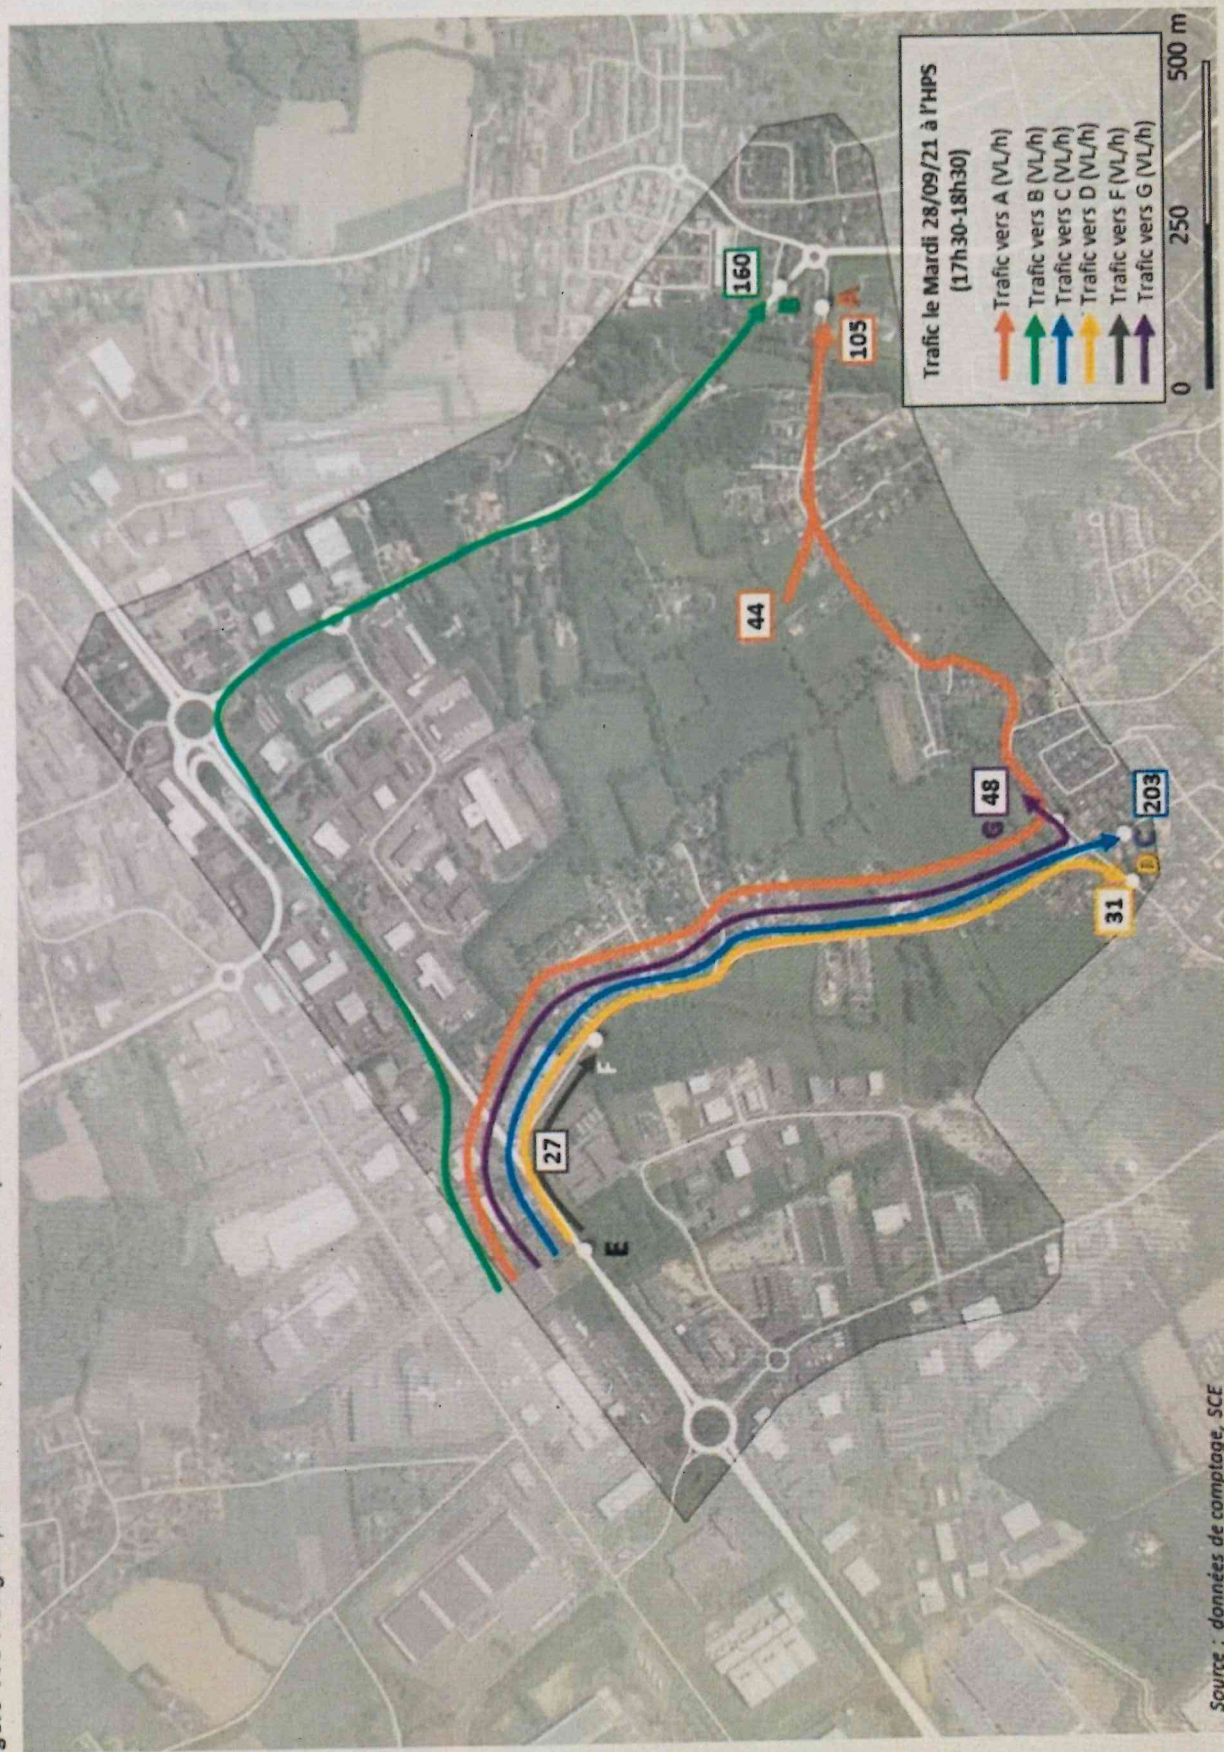 Trafic le Mardi 28/09/21 à l'HPS
(17h30-18h30)
Trafic vers A (VL/h)
Trafic vers B (VL/h)
Trafic vers C (VL/h)
Trafic vers D (VL/h)
Trafic vers F (VL/h)
Trafic vers G (VL/h)
0 250 500 m
160
B
A
105
44
48
G
203
C
D
31
F
27
E
Source : données de comptage, SCE